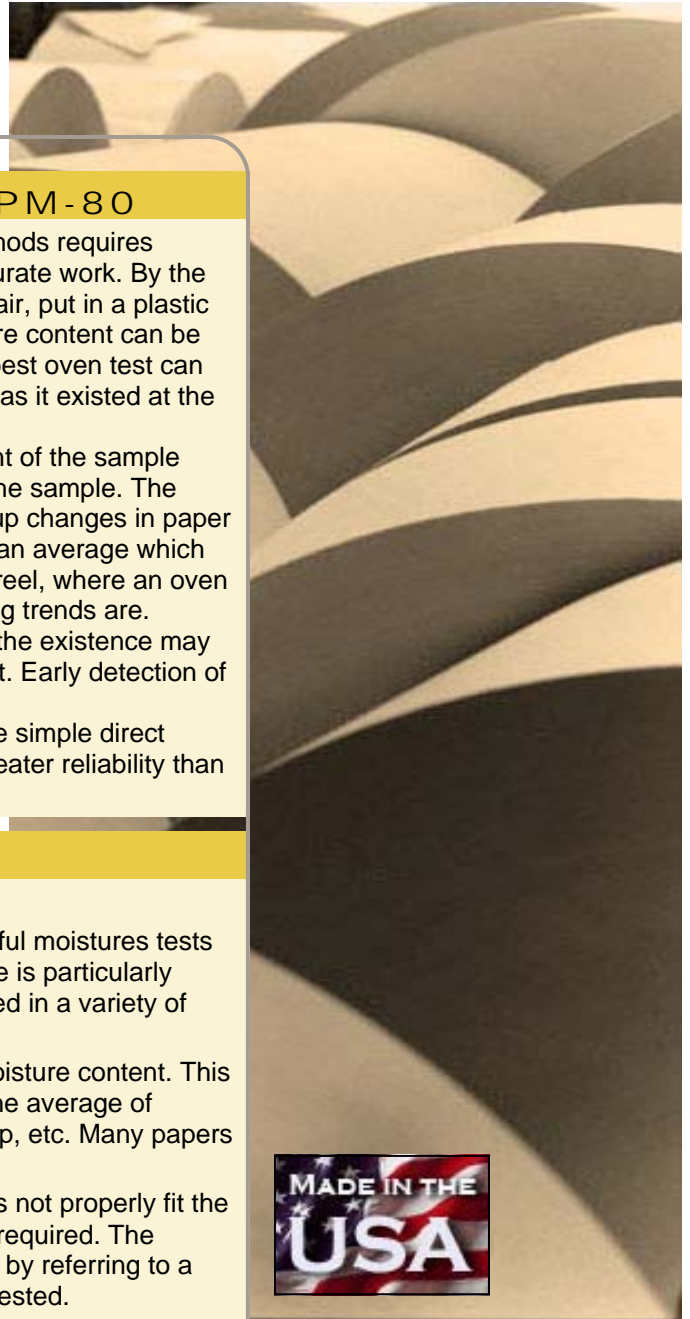 PM-80
hods requires
urate work. By the
air, put in a plastic
re content can be
best oven test can
as it existed at the
nt of the sample
he sample. The
up changes in paper
an average which
reel, where an oven
g trends are.
the existence may
t. Early detection of
e simple direct
eater reliability than
ful moistures tests
e is particularly
ed in a variety of
oisture content. This
he average of
p, etc. Many papers
s not properly fit the
required. The
by referring to a
ested.
MADE IN THE
USA